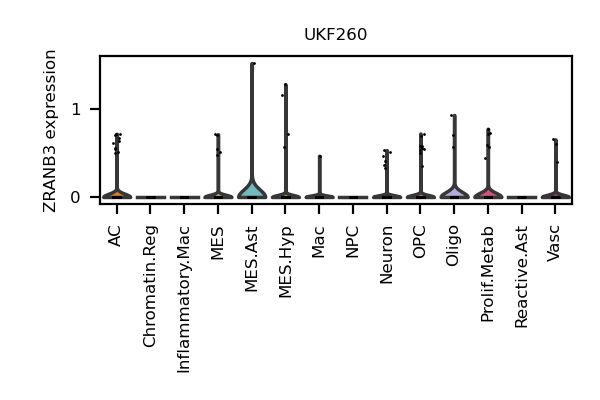 UKF260
ZRANB3 expression
1
0
AC
Chromatin.Reg
Inflammatory.Mac
MES
MES.Ast
MES.Hyp
Mac
NPC
Neuron
OPC
Oligo
Prolif.Metab
Reactive.Ast
Vasc